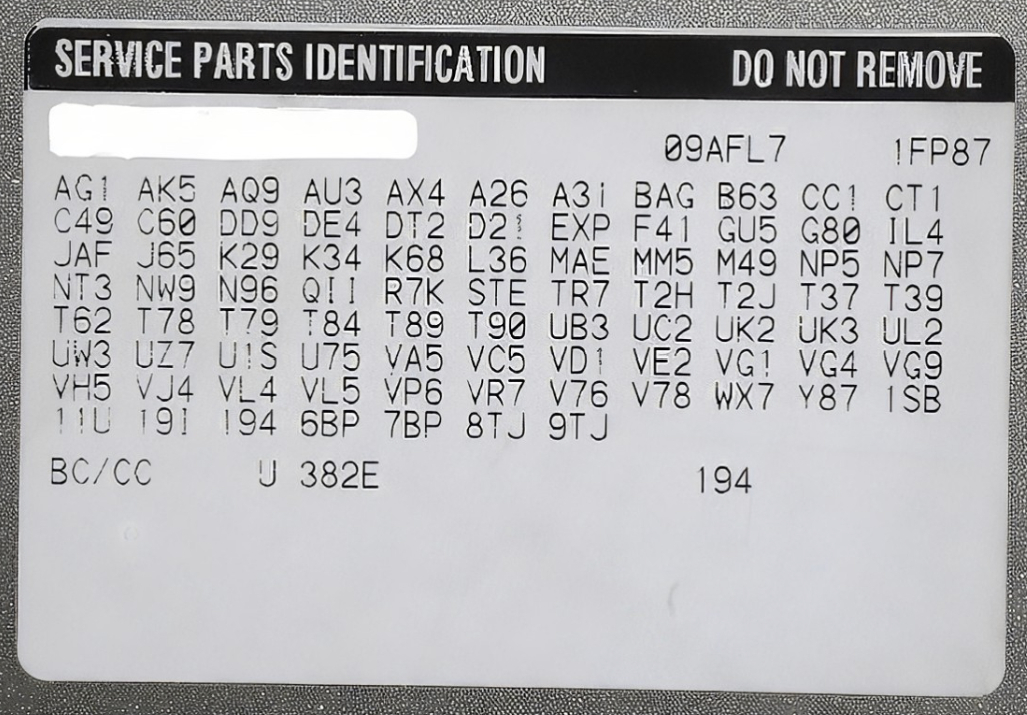 SERVICE PARTS IDENTIFICATION DO NOT REMOVE
09AFL7 1FP87
AG1 AK5 AQ9 AU3 AX4 A26 A31 BAG B63 CC1 CT1
C49 C60 DD9 DE4 DT2 D21 EXP F41 GU5 G80 IL4
JAF J65 K29 K34 K68 L36 MAE MM5 M49 NP5 NP7
NT3 NW9 N96 QII R7K STE TR7 T2H T2J T37 T39
T62 T78 T79 T84 T89 T90 UB3 UC2 UK2 UK3 UL2
UW3 UZ7 U1S U75 VA5 VC5 VD1 VE2 VG1 VG4 VG9
VH5 VJ4 VL4 VL5 VP6 VR7 V76 V78 WX7 Y87 1SB
11U 19I 194 6BP 7BP 8TJ 9TJ
BC/CC U 382E 194